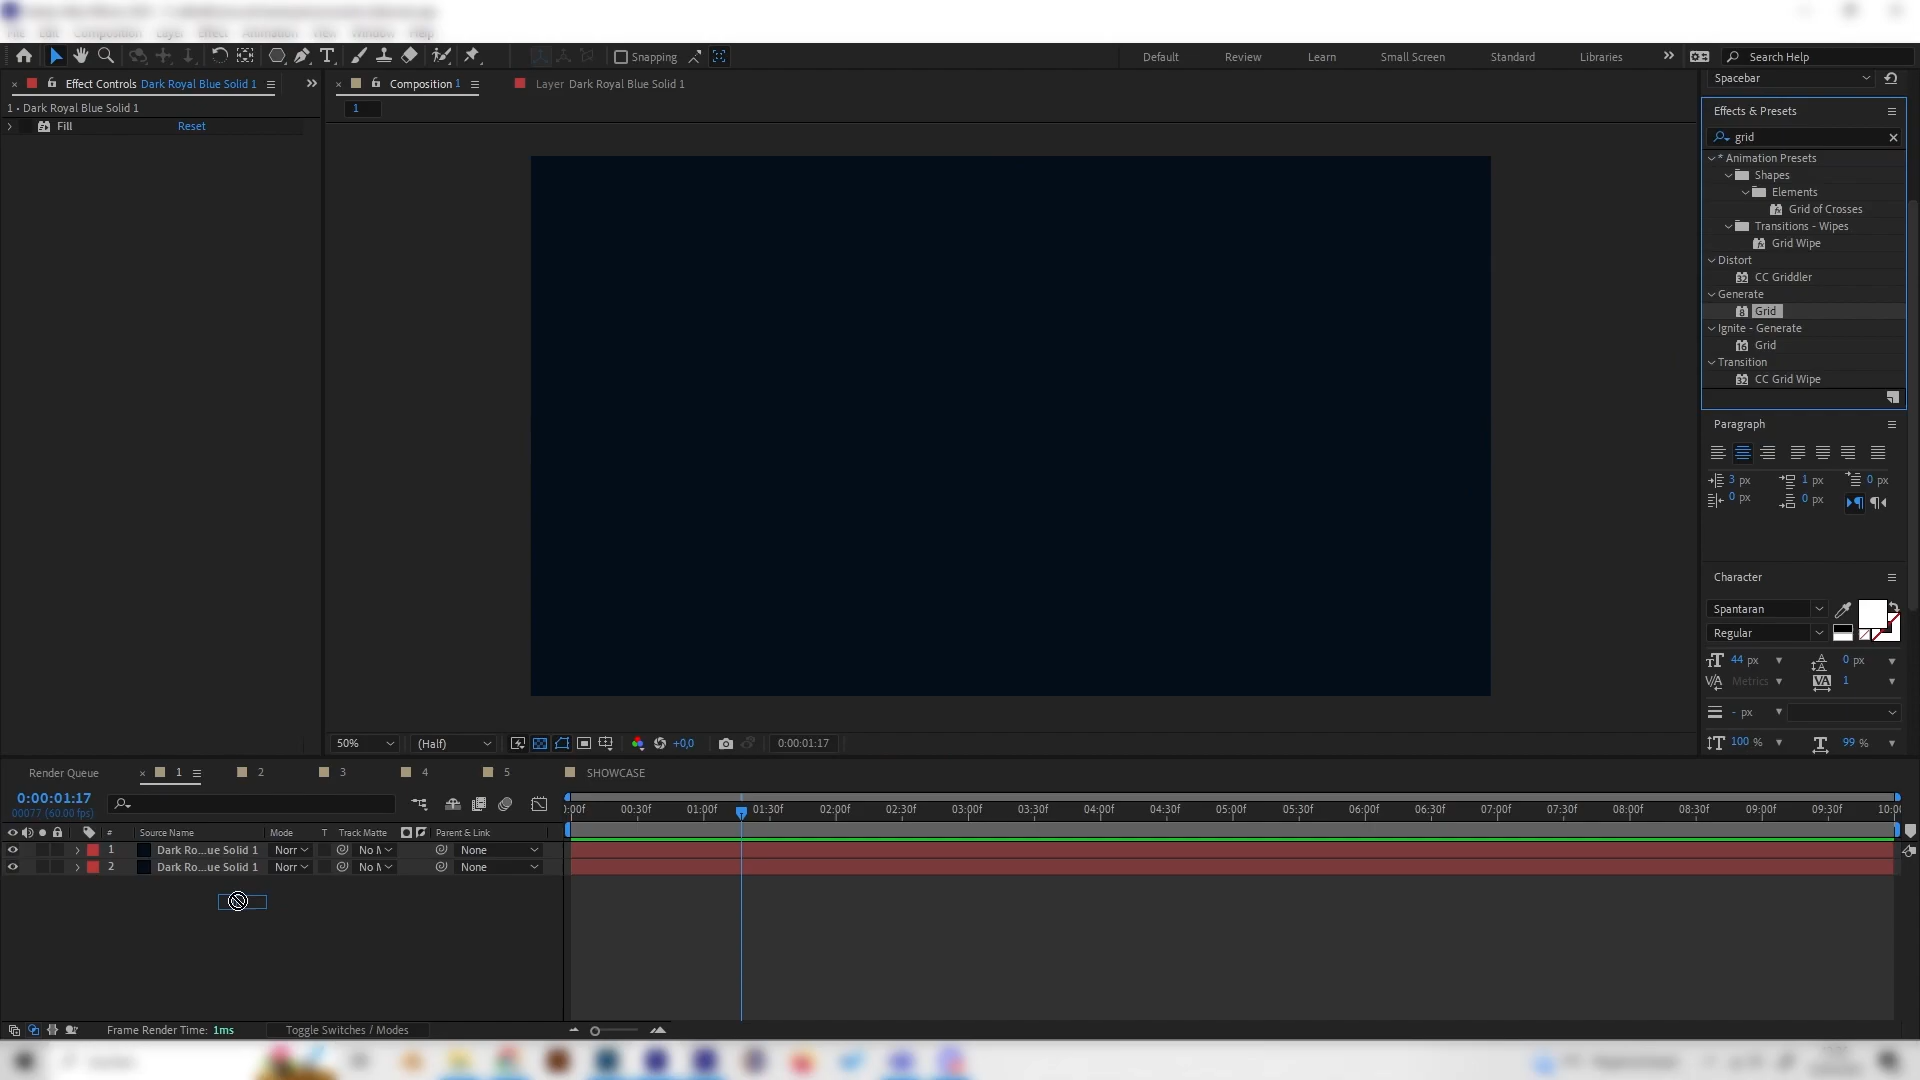 Snapping
Default
Review
Learn
Small Screen
Standard
Libraries
Search Help
Effect Controls Dark Royal Blue Solid 1
Composition 1
Layer Dark Royal Blue Solid 1
Spacebar
1 • Dark Royal Blue Solid 1
1
Effects & Presets
Fill
Reset
grid
* Animation Presets
Shapes
Elements
Grid of Crosses
Transitions - Wipes
Grid Wipe
Distort
CC Griddler
Generate
Grid
Ignite - Generate
Grid
Transition
CC Grid Wipe
Paragraph
3 px
1 px
0 px
0 px
0 px
Character
Spantaran
Regular
44 px
0 px
Metrics
1
- px
100 %
99 %
50%
(Half)
+0,0
0:00:01:17
Render Queue
1
2
3
4
5
SHOWCASE
0:00:01:17
00077 (60.00 fps)
:00f 00:30f 01:00f 01:30f 02:00f 02:30f 03:00f 03:30f 04:00f 04:30f 05:00f 05:30f 06:00f 06:30f 07:00f 07:30f 08:00f 08:30f 09:00f 09:30f 10:0
# Source Name Mode T Track Matte Parent & Link
1 Dark Ro...ue Solid 1 Norr No M None
2 Dark Ro...ue Solid 1 Norr No M None
Frame Render Time: 1ms
Toggle Switches / Modes